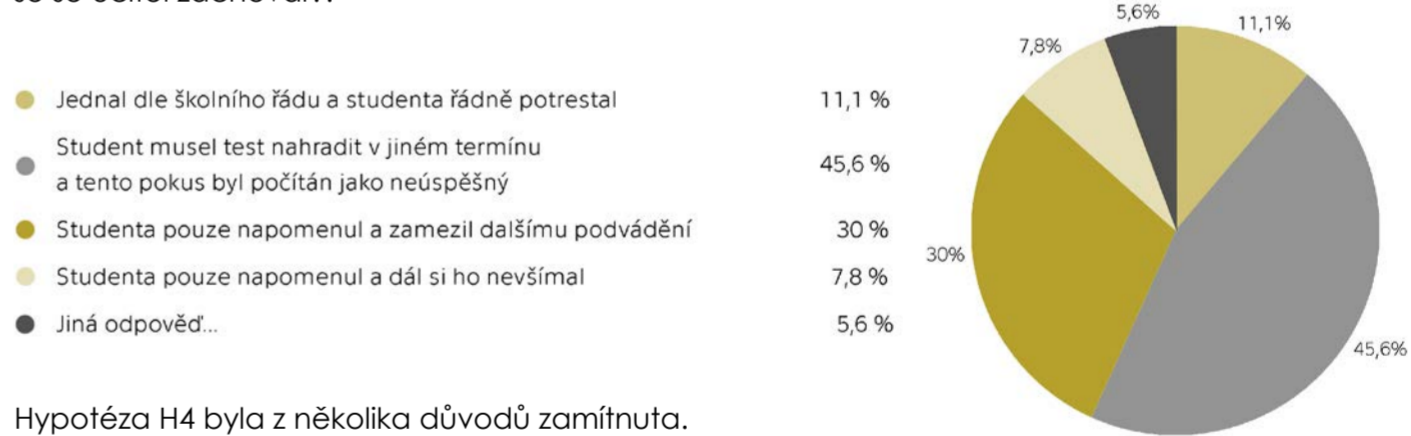 Jednal dle školního řádu a studenta řádně potrestal 11,1 %
Student musel test nahradit v jiném termínu
a tento pokus byl počítán jako neúspěšný 45,6 %
Studenta pouze napomenul a zamezil dalšímu podvádění 30 %
Studenta pouze napomenul a dál si ho nevšímal 7,8 %
Jiná odpověď... 5,6 %
5,6%
11,1%
7,8%
30%
45,6%
Hypotéza H4 byla z několika důvodů zamítnuta.